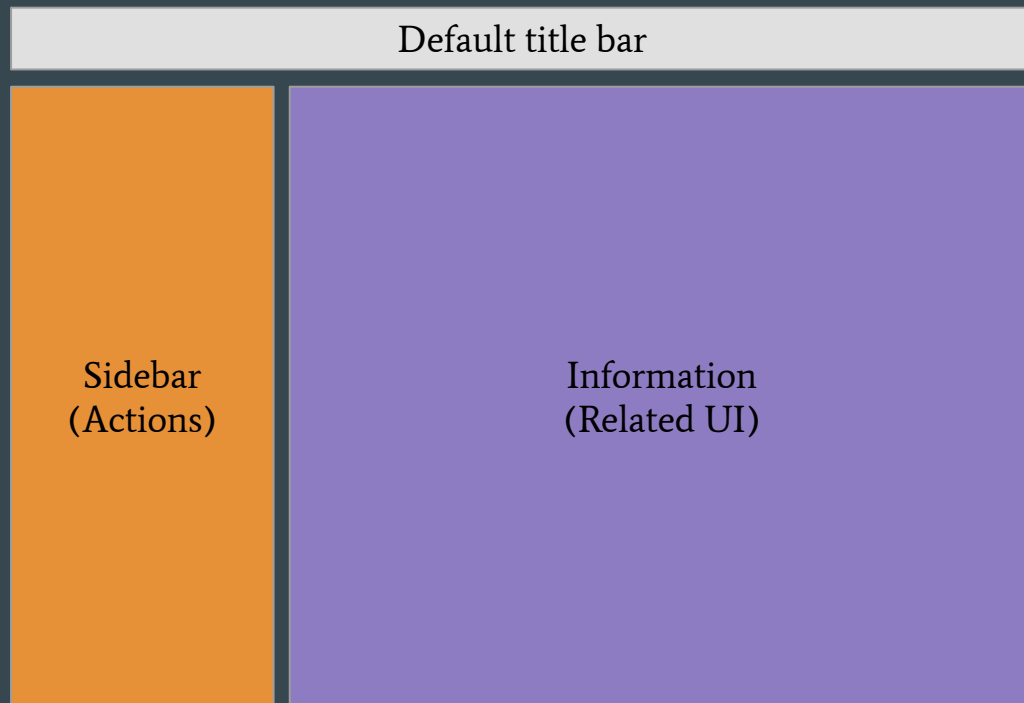 Default title bar
Sidebar
(Actions)
Information
(Related UI)